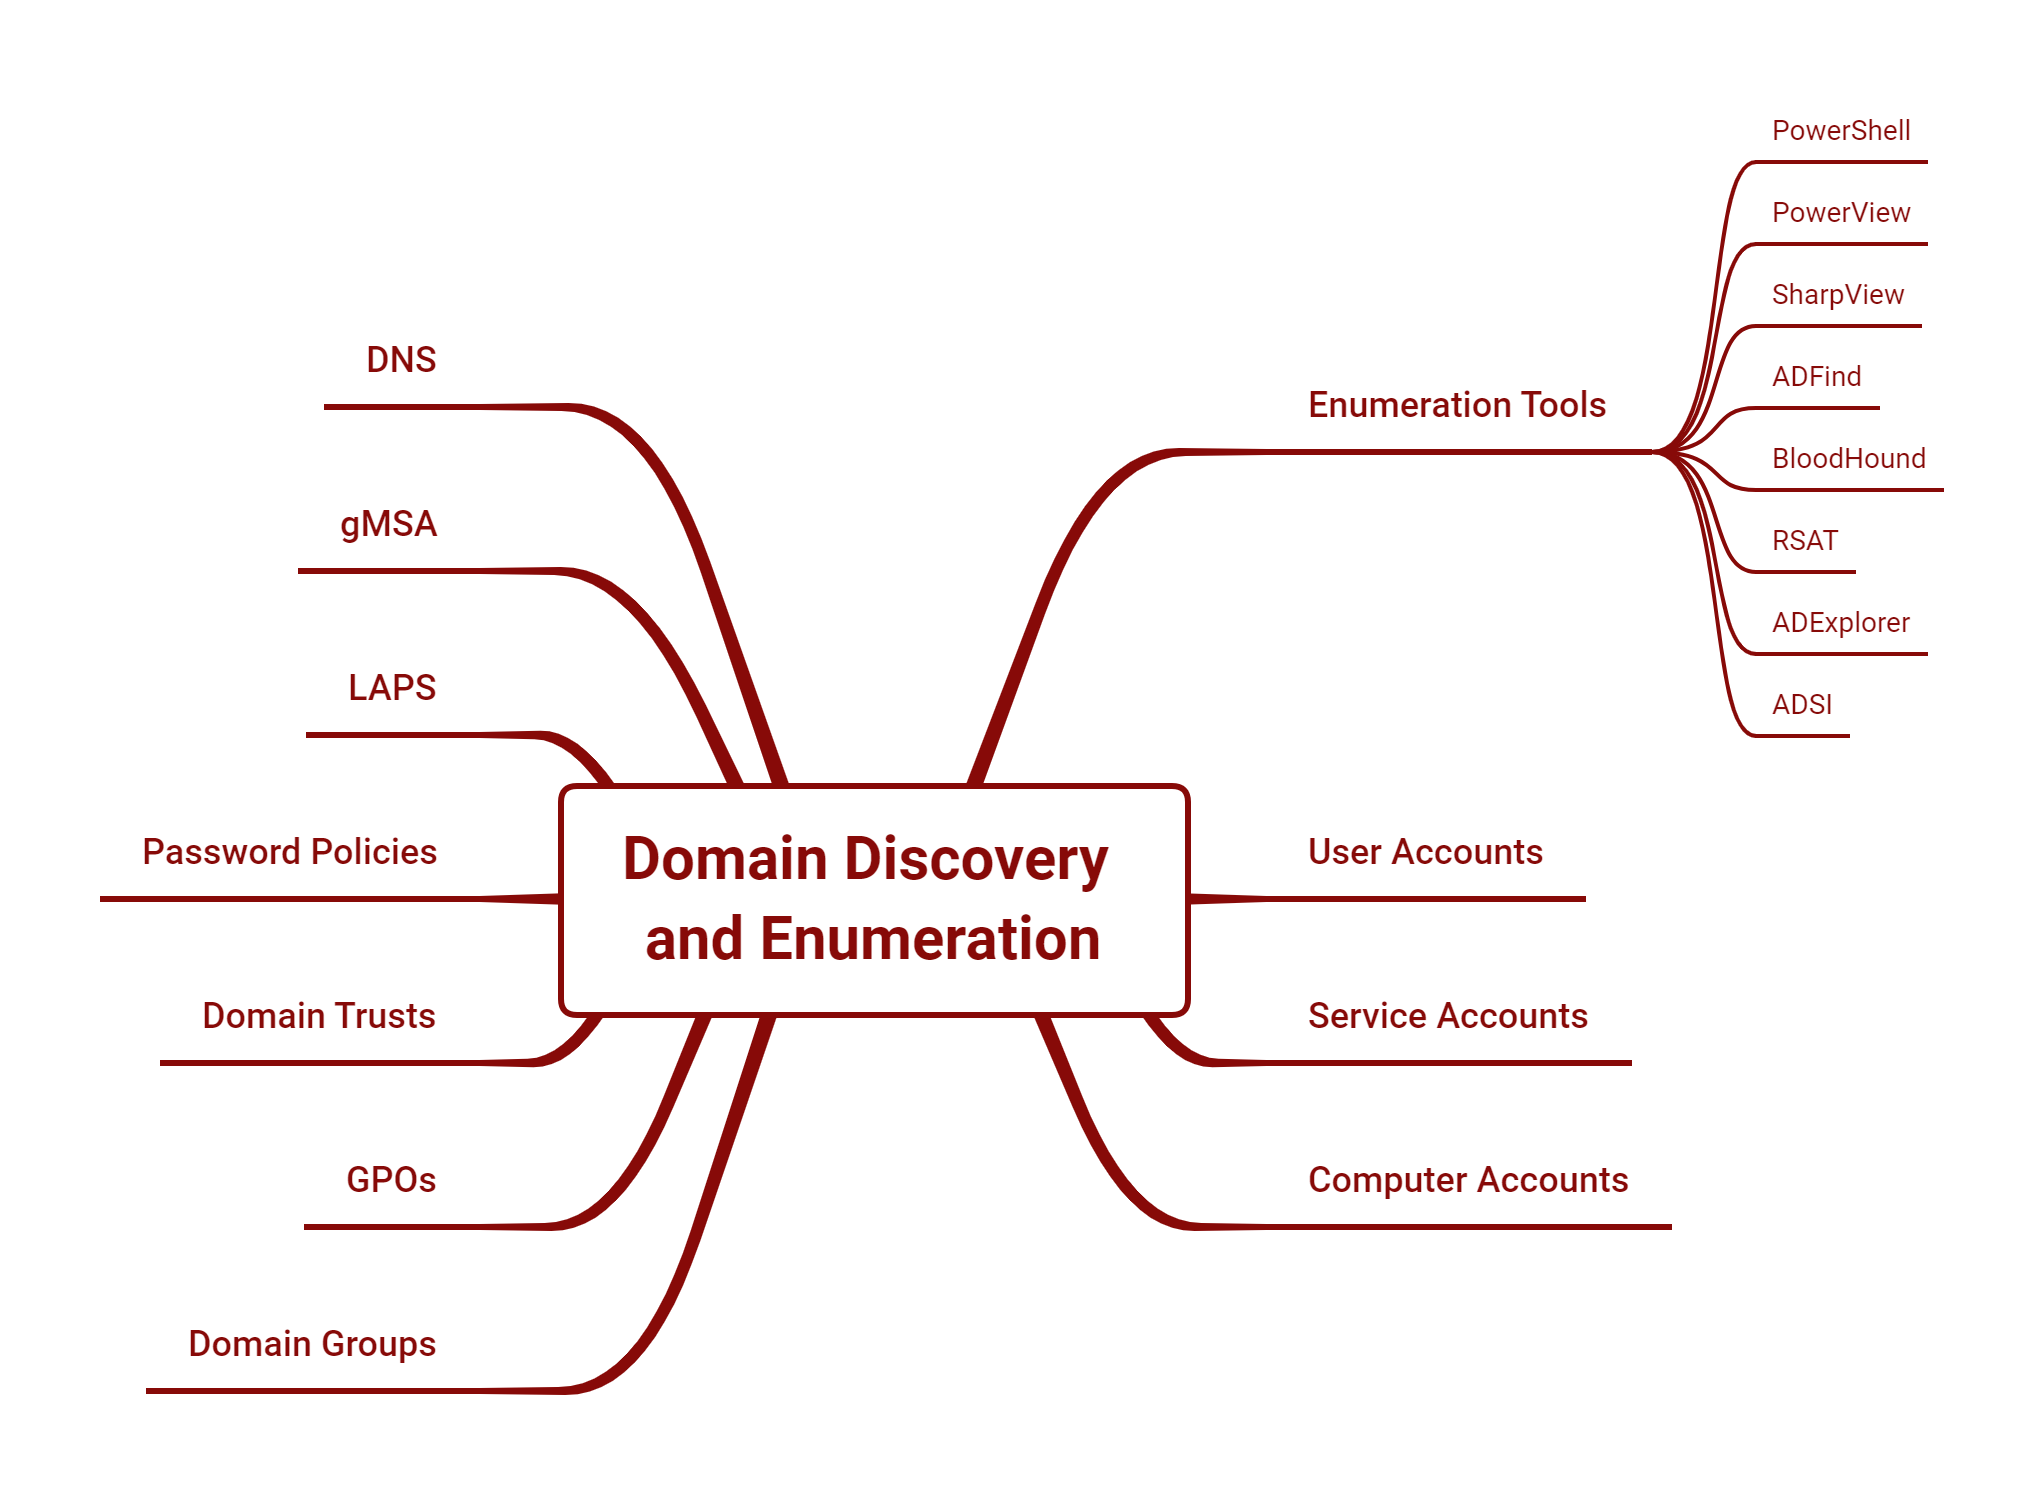 Domain Discovery
and Enumeration
Enumeration Tools
PowerShell
PowerView
SharpView
ADFind
BloodHound
RSAT
ADExplorer
ADSI
User Accounts
Service Accounts
Computer Accounts
DNS
gMSA
LAPS
Password Policies
Domain Trusts
GPOs
Domain Groups